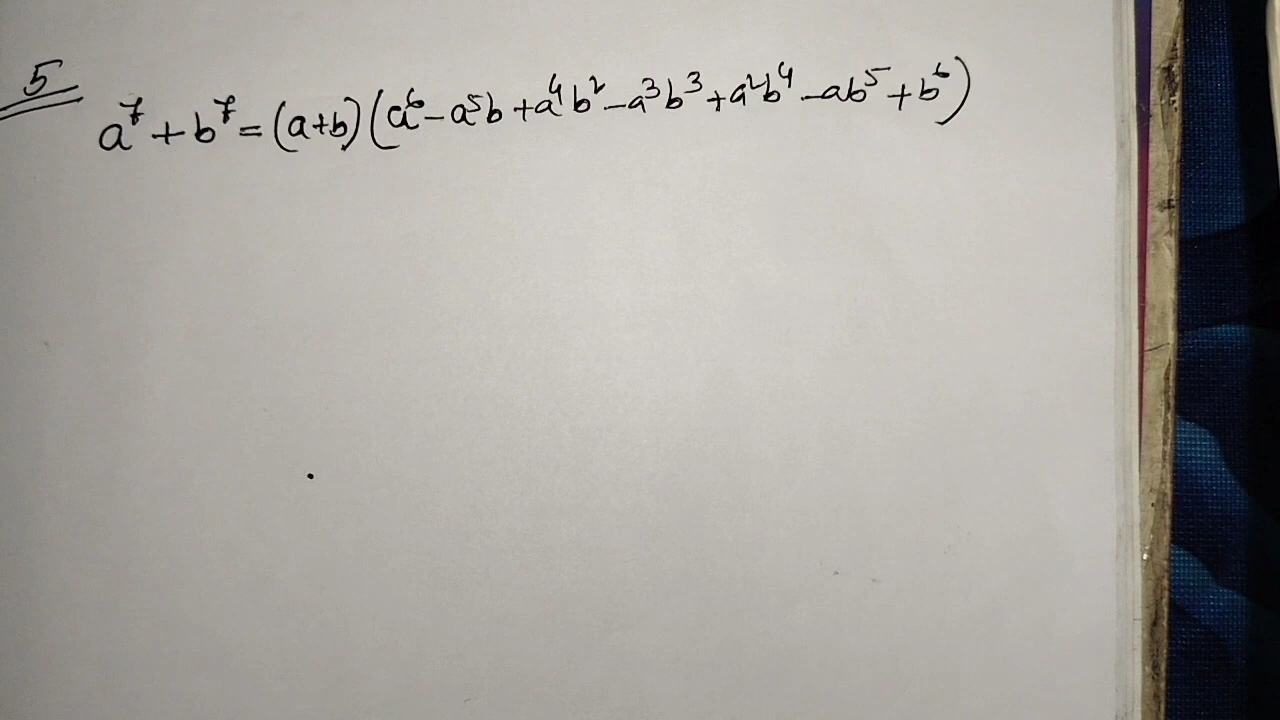 5
a⁷ + b⁷ = (a+b)(a⁶ - a⁵b + a⁴b² - a³b³ + a²b⁴ - ab⁵ + b⁶)